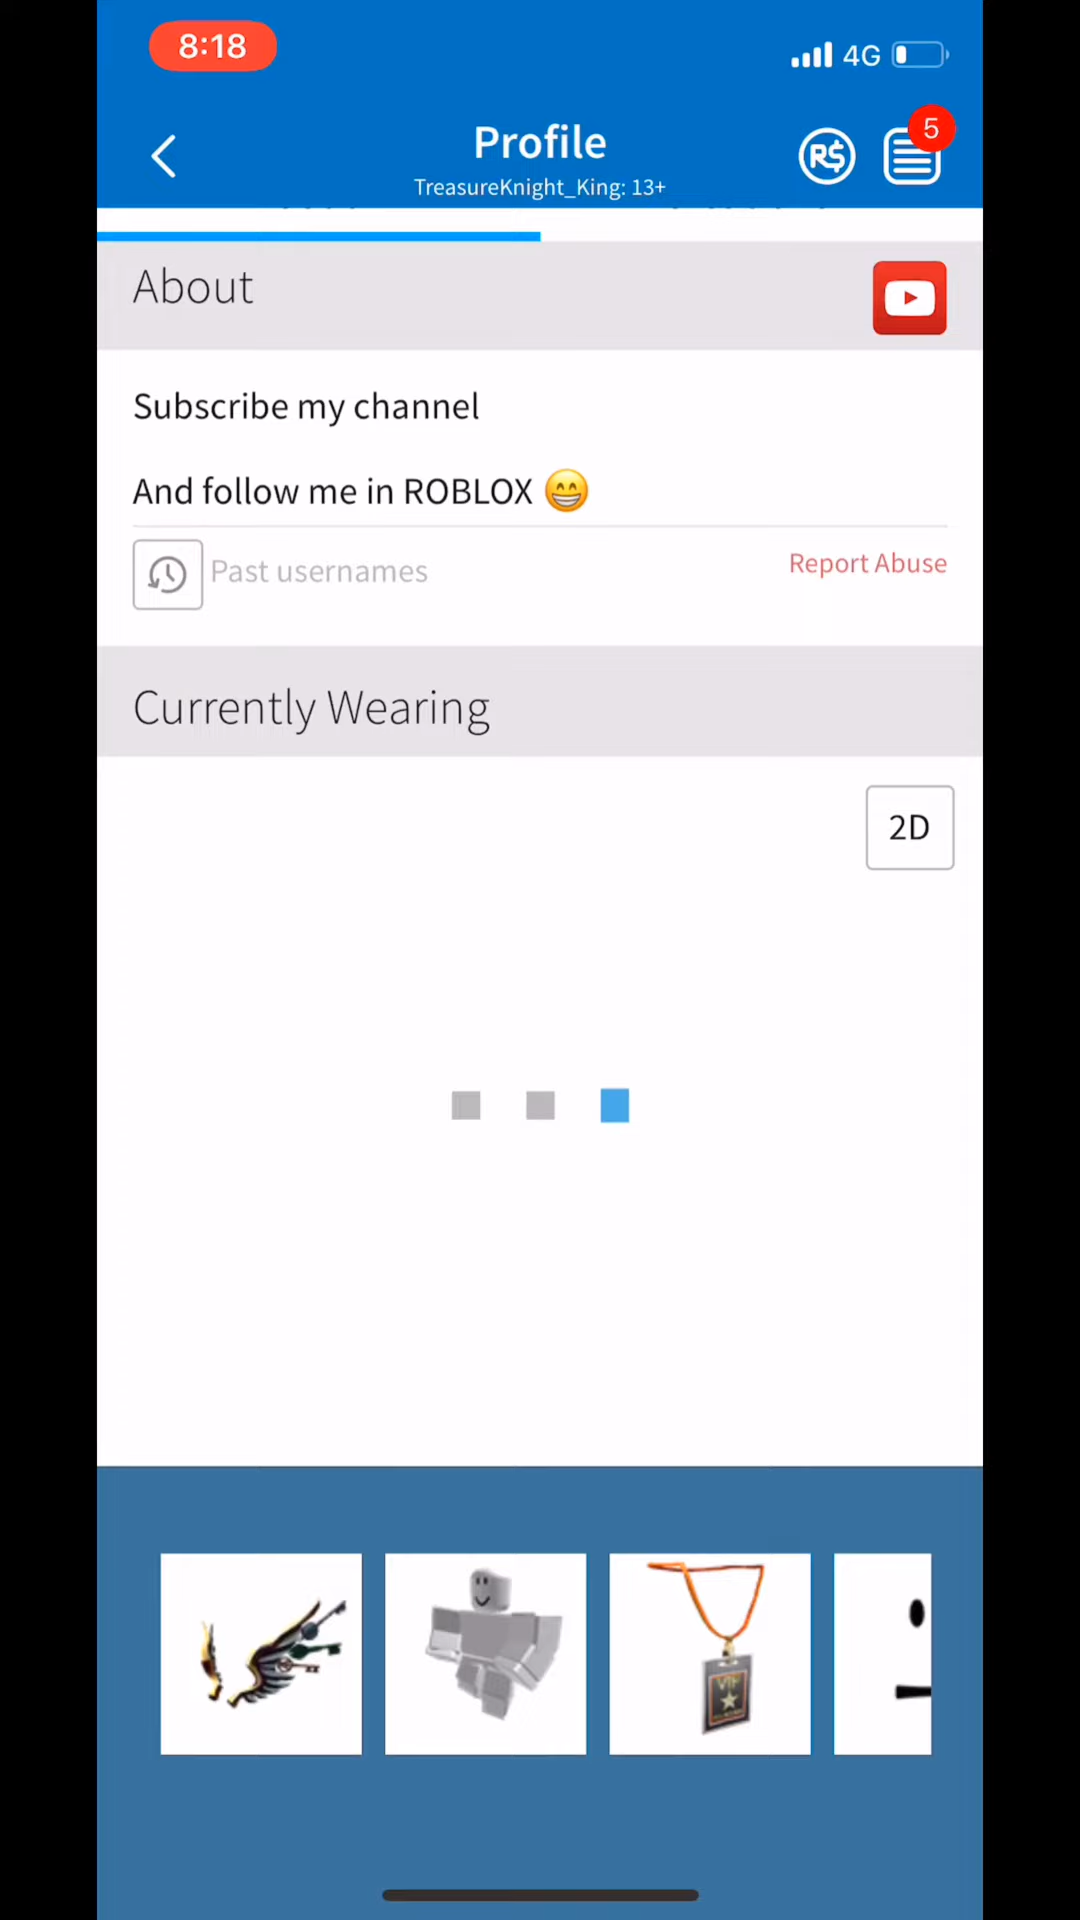 8:18
4G
Profile
TreasureKnight_King: 13+
R$
5
About
Subscribe my channel
And follow me in ROBLOX 😁
Past usernames
Report Abuse
Currently Wearing
2D
VIP